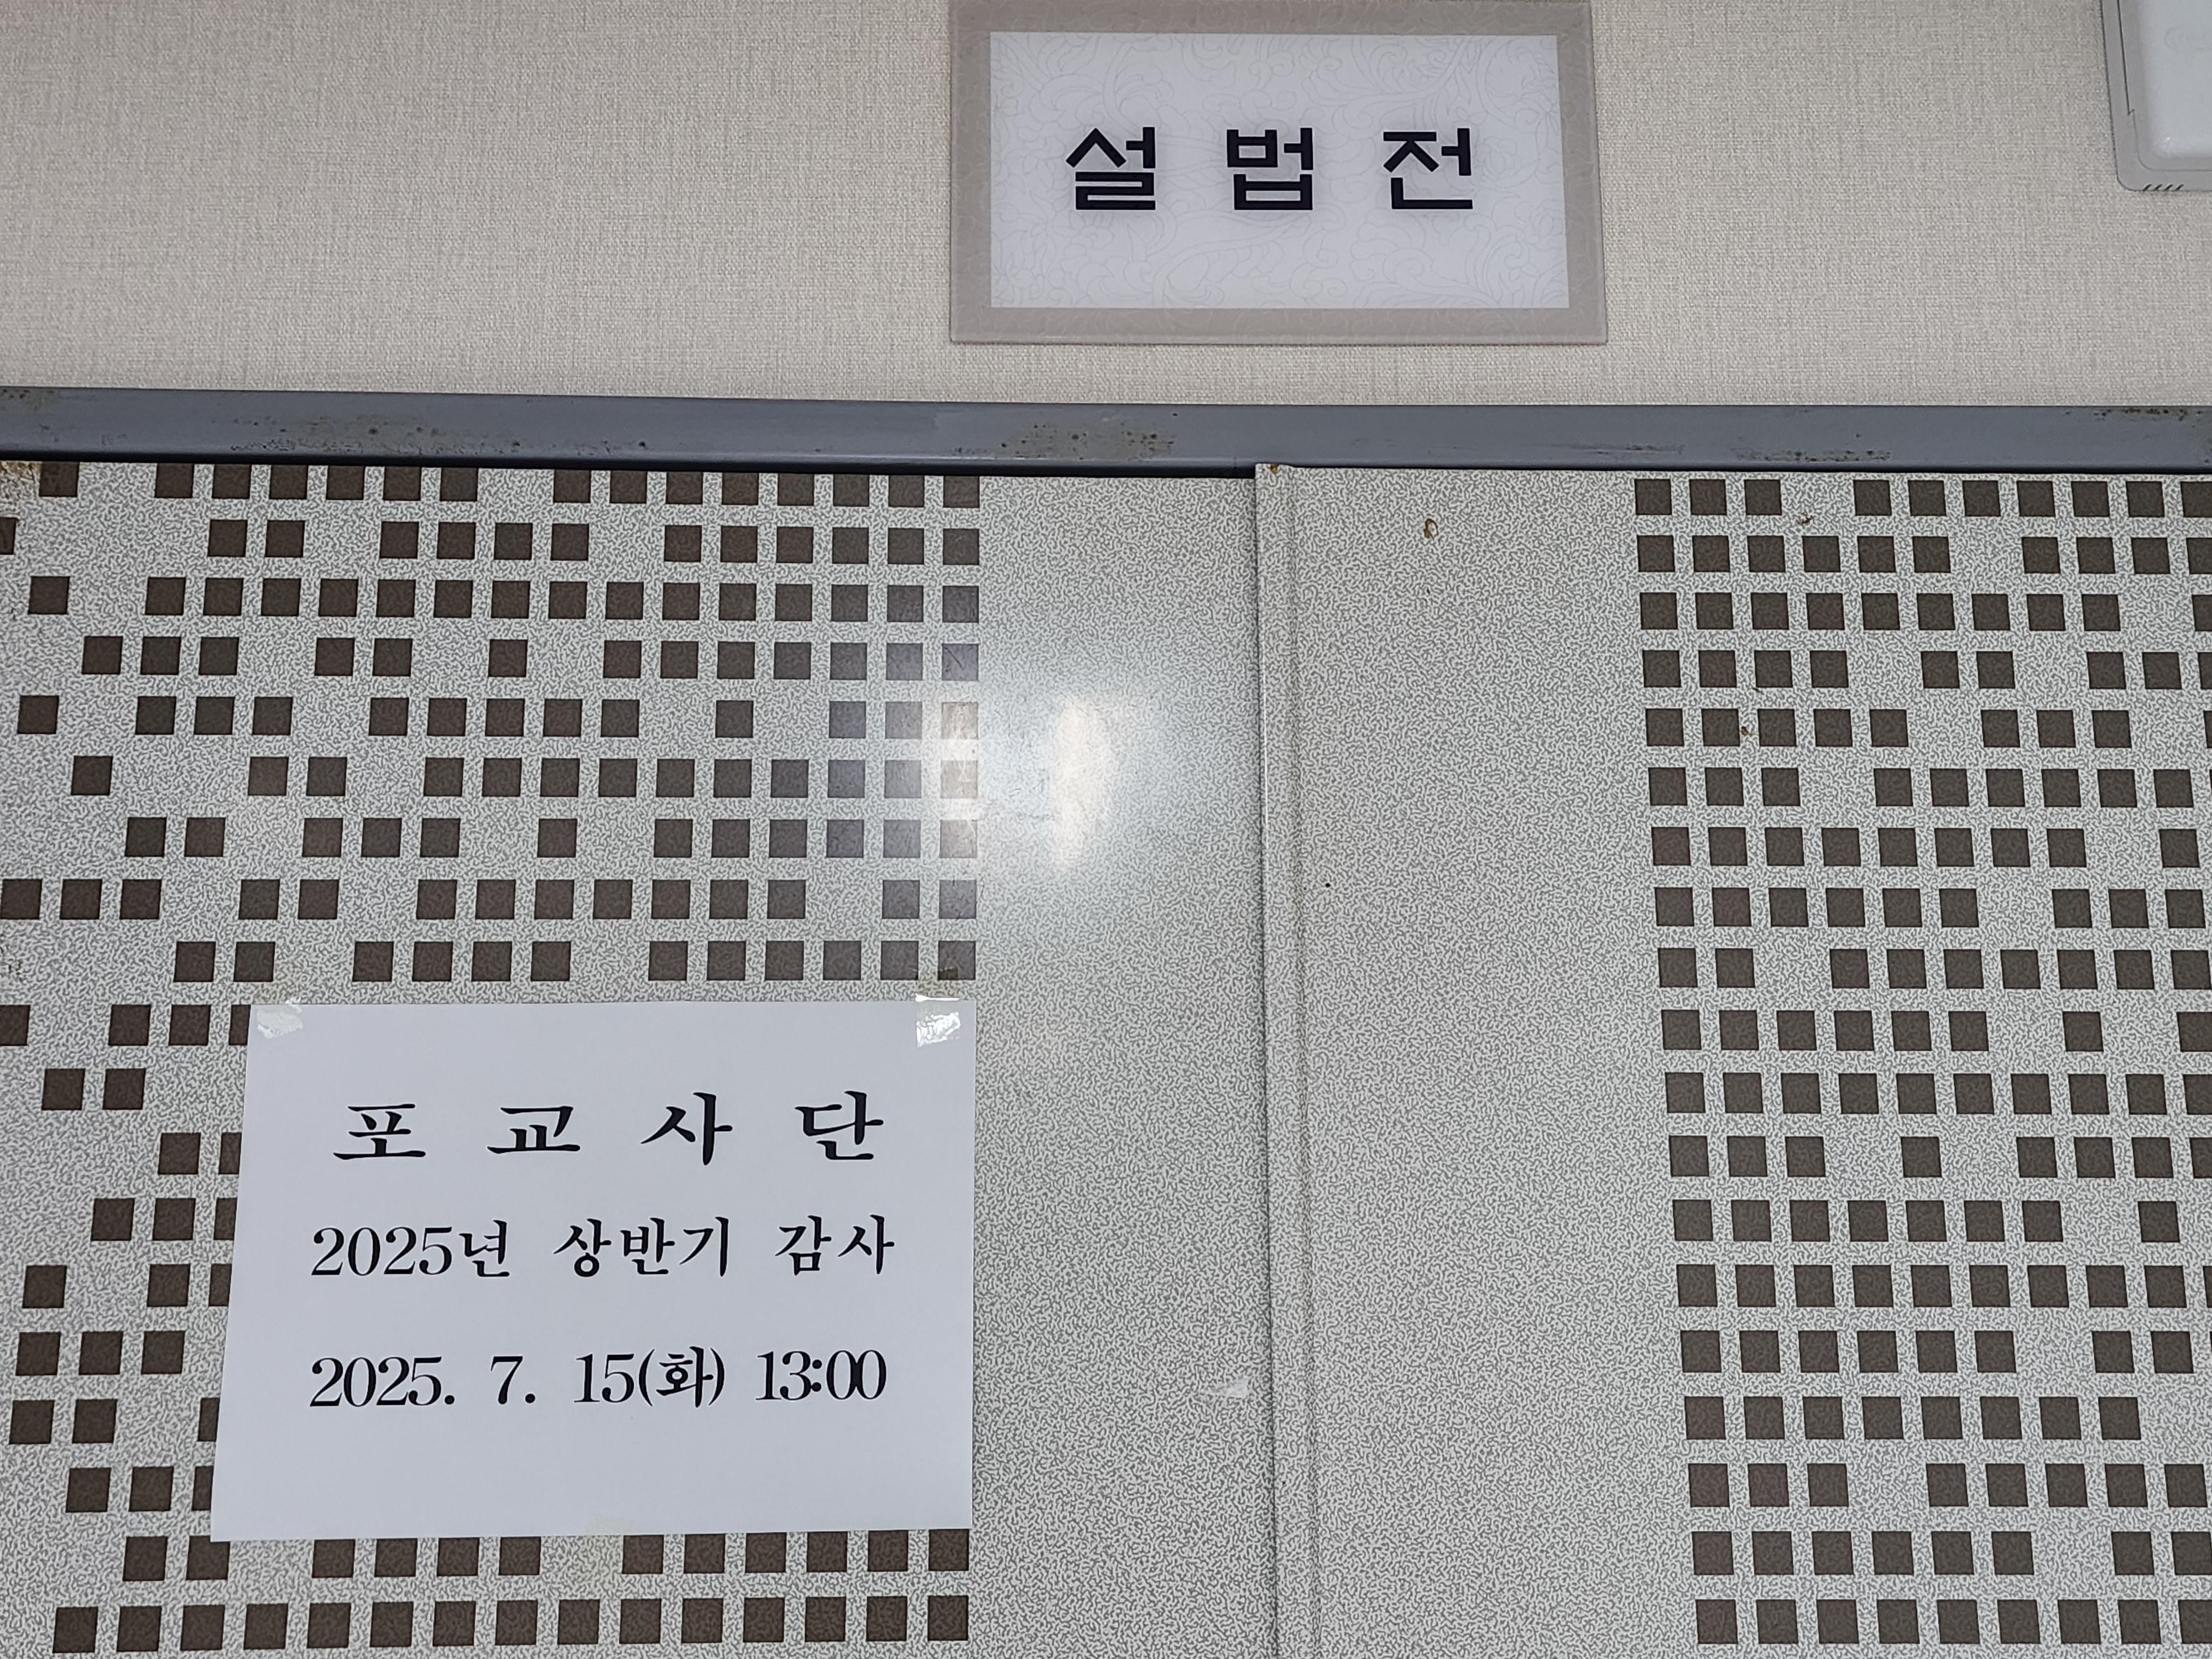 설 법 전
포 교 사 단
2025년 상반기 감사
2025. 7. 15(화) 13:00